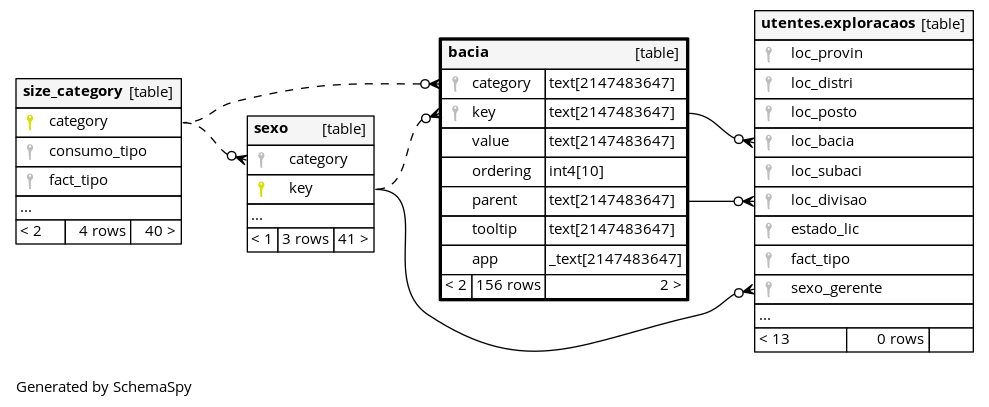 size_category [table]
category
consumo_tipo
fact_tipo
...
< 2 4 rows 40 >
sexo [table]
category
key
...
< 1 3 rows 41 >
bacia [table]
category text[2147483647]
key text[2147483647]
value text[2147483647]
ordering int4[10]
parent text[2147483647]
tooltip text[2147483647]
app _text[2147483647]
< 2 156 rows 2 >
utentes.exploracaos [table]
loc_provin
loc_distri
loc_posto
loc_bacia
loc_subaci
loc_divisao
estado_lic
fact_tipo
sexo_gerente
...
< 13 0 rows
Generated by SchemaSpy